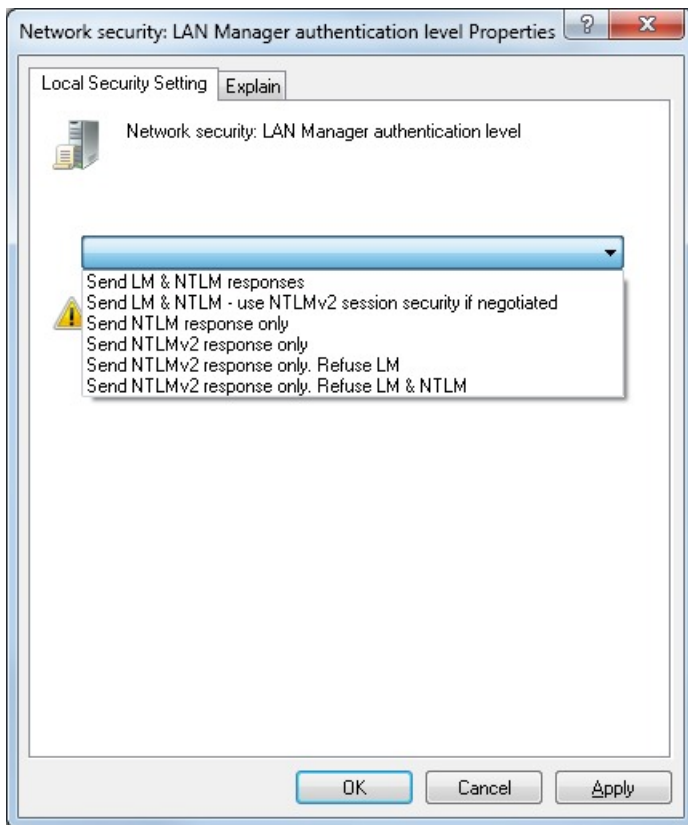 Network security: LAN Manager authentication level Properties
Local Security Setting
Explain
Network security: LAN Manager authentication level
Send LM & NTLM responses
Send LM & NTLM - use NTLMv2 session security if negotiated
Send NTLM response only
Send NTLMv2 response only
Send NTLMv2 response only. Refuse LM
Send NTLMv2 response only. Refuse LM & NTLM
OK
Cancel
Apply